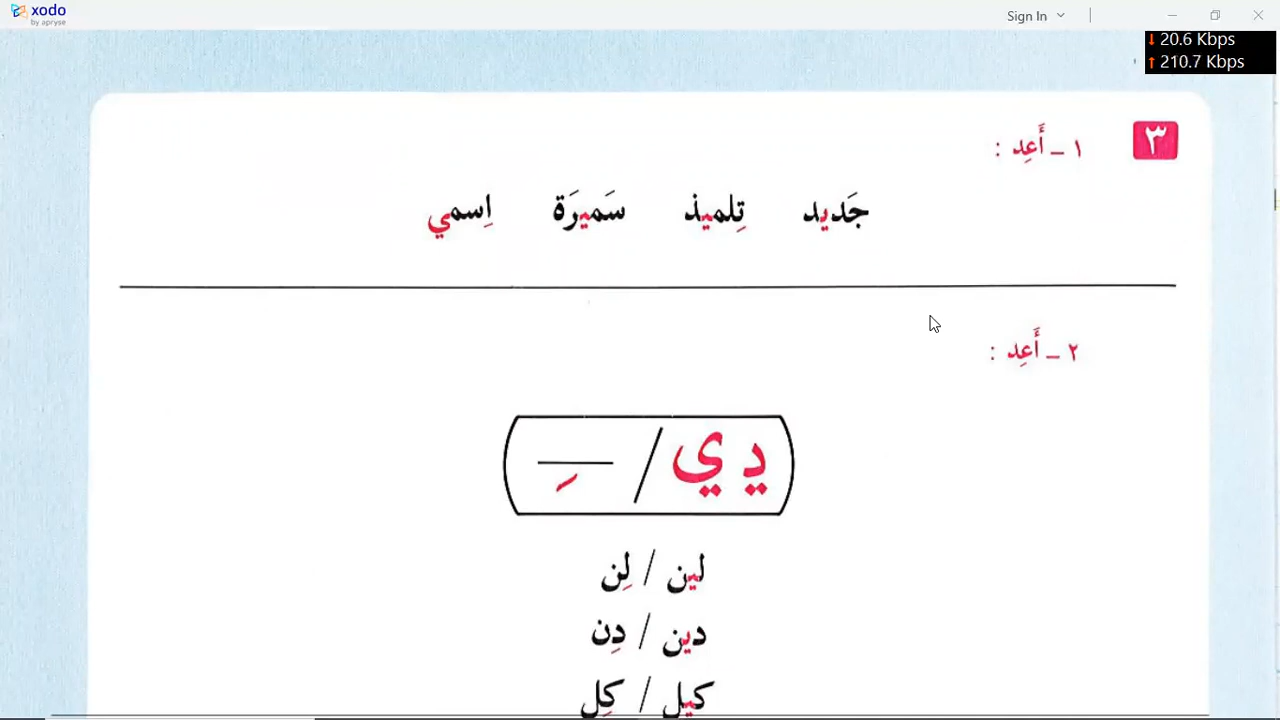 xodo
by apryse
Sign In
20.6 Kbps
210.7 Kbps
٣
١ ـ أَعِد :
جَديد تِلميذ سَميرَة اِسمي
٢ ـ أَعِد :
ـيـ ي / ـِ
لين / لِن
دين / دِن
كيل / كِل